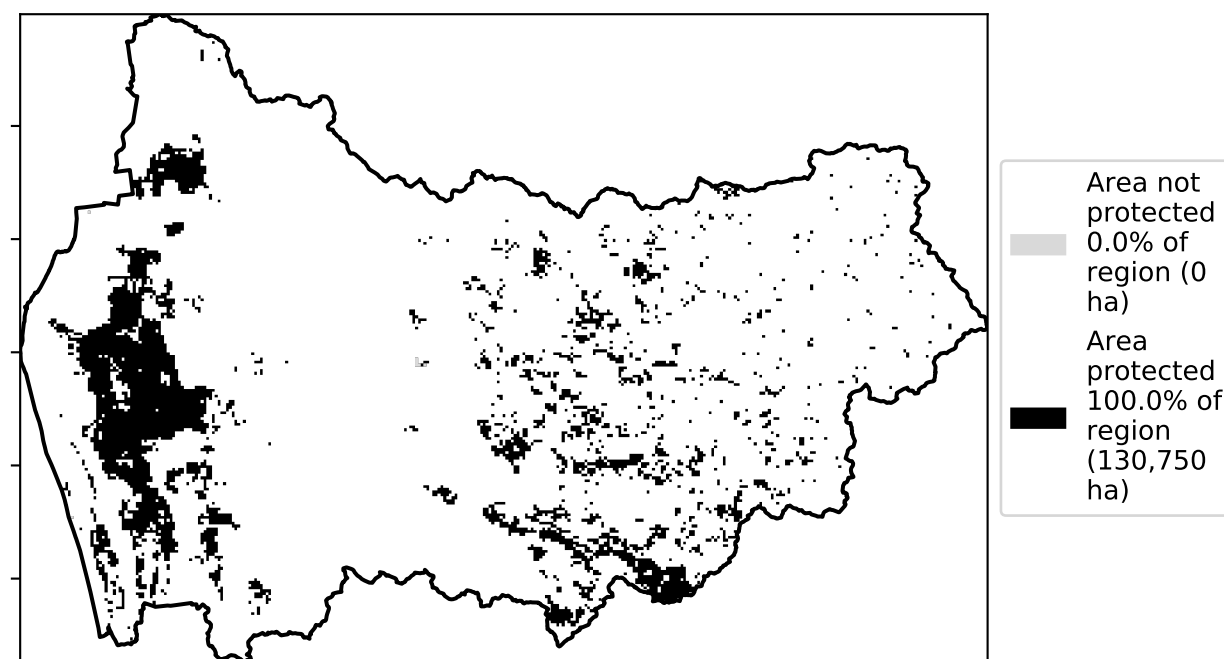 Area not
protected
0.0% of
region (0
ha)
Area
protected
100.0% of
region
(130,750
ha)